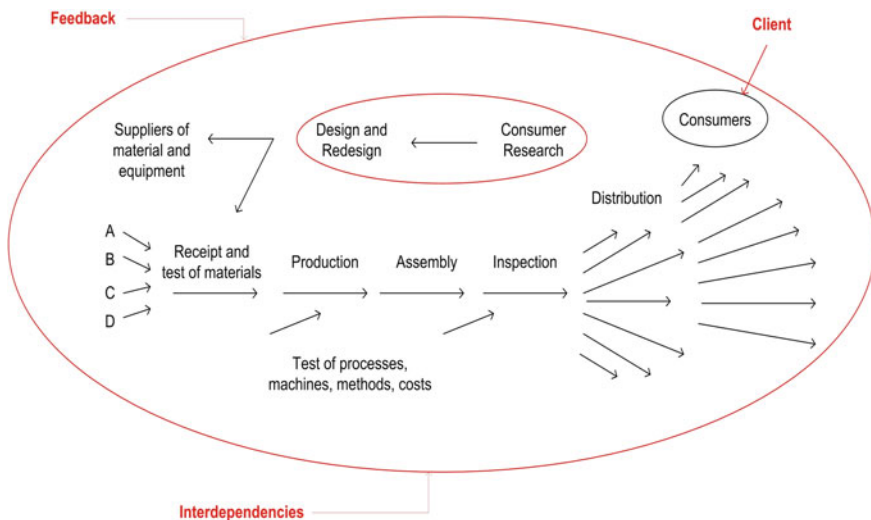 Feedback
Client
Suppliers of
material and
equipment
Design and
Redesign
Consumer
Research
Consumers
Distribution
A
B
C
D
Receipt and
test of materials
Production
Assembly
Inspection
Test of processes,
machines, methods, costs
Interdependencies